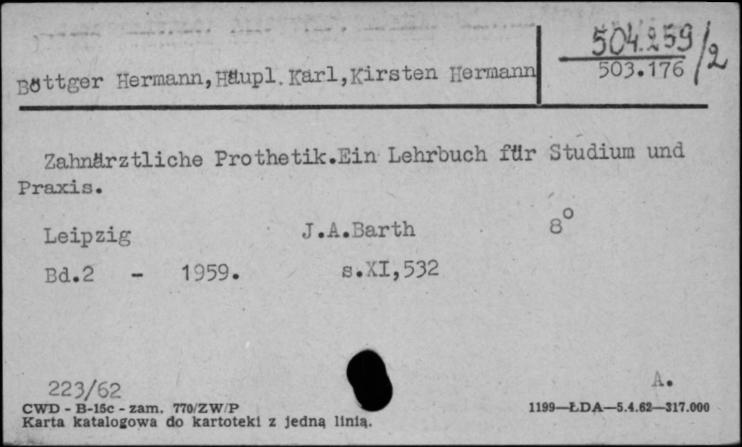 504.259/2
503.176
Böttger Hermann,Häupl Karl,Kirsten Hermann
Zahnärztliche Prothetik.Ein Lehrbuch für Studium und
Praxis.
Leipzig J.A.Barth 8°
Bd.2 - 1959. s.XI,532
223/62 A.
CWD - B-15c - zam. 770/ZW/P 1199—ŁDA—5.4.62—317.000
Karta katalogowa do kartoteki z jedną linią.